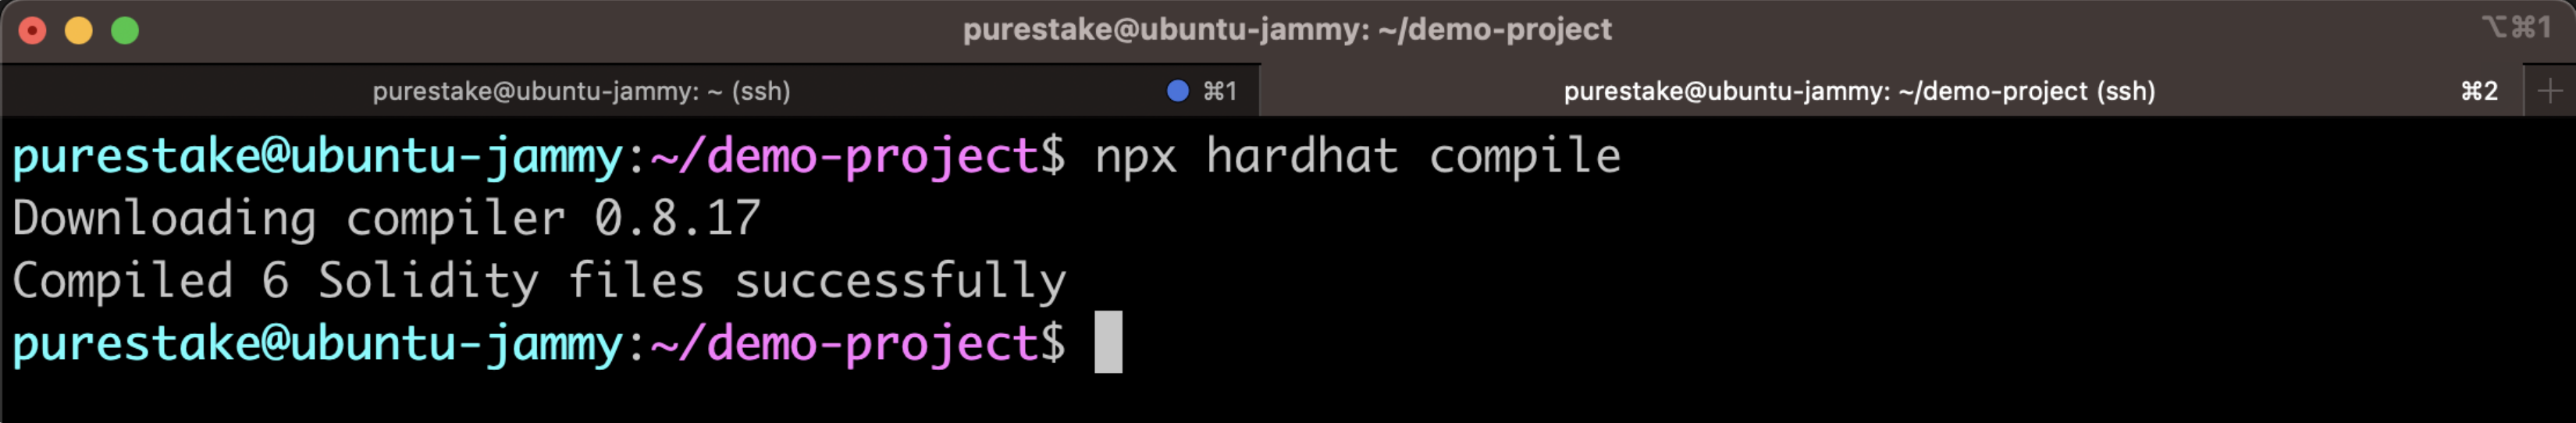 purestake@ubuntu-jammy: ~/demo-project
⌥⌘1
purestake@ubuntu-jammy: ~ (ssh)
⌘1
purestake@ubuntu-jammy: ~/demo-project (ssh)
⌘2
+
purestake@ubuntu-jammy:~/demo-project$ npx hardhat compile
Downloading compiler 0.8.17
Compiled 6 Solidity files successfully
purestake@ubuntu-jammy:~/demo-project$